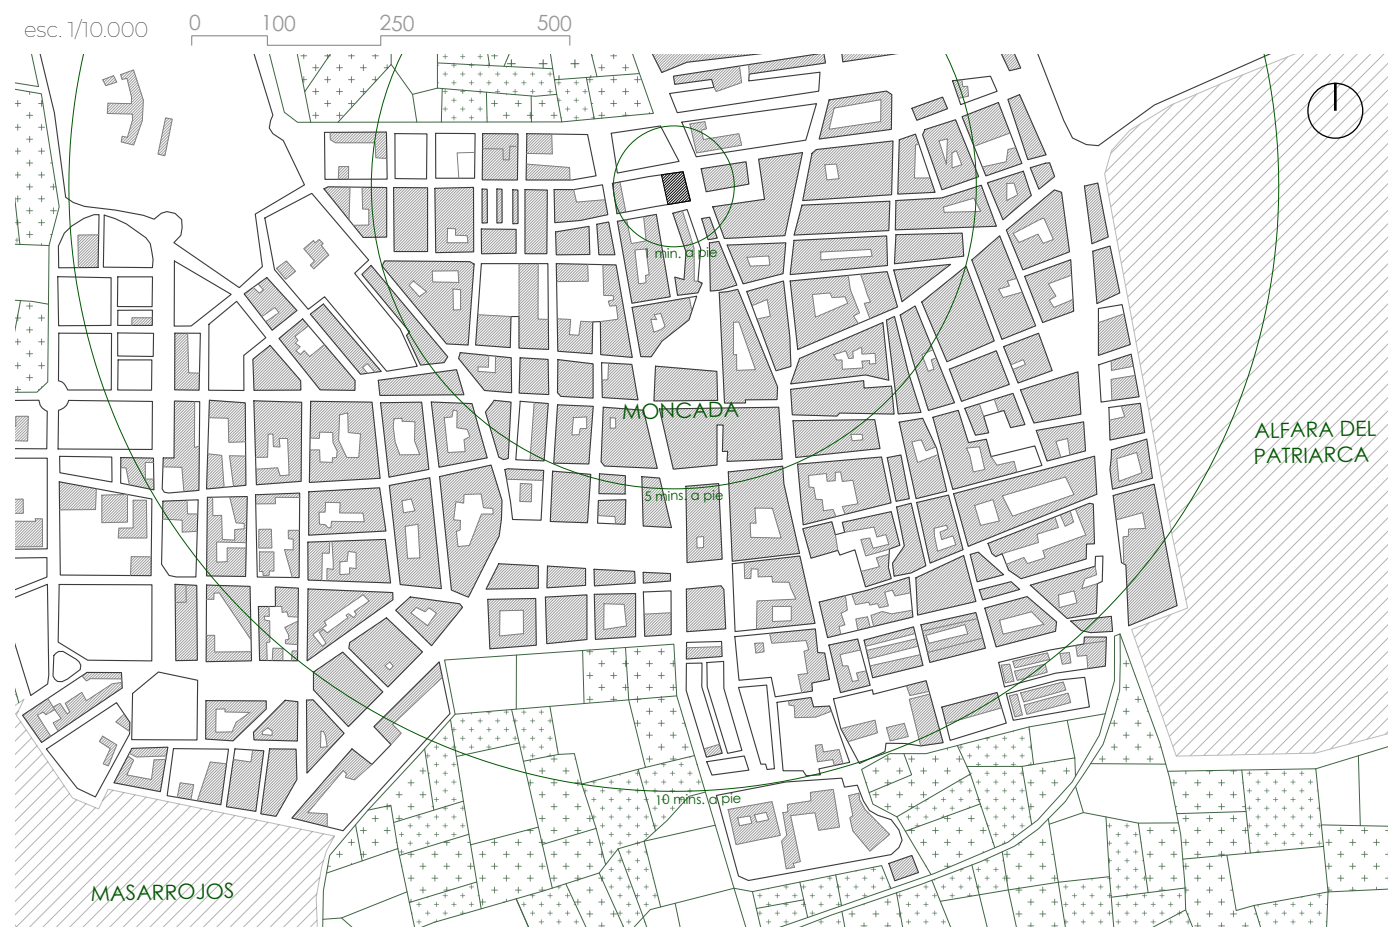 esc. 1/10.000
0 100 250 500
1 min. a pie
MONCADA
5 mins. a pie
ALFARA DEL
PATRIARCA
10 mins. a pie
MASARROJOS